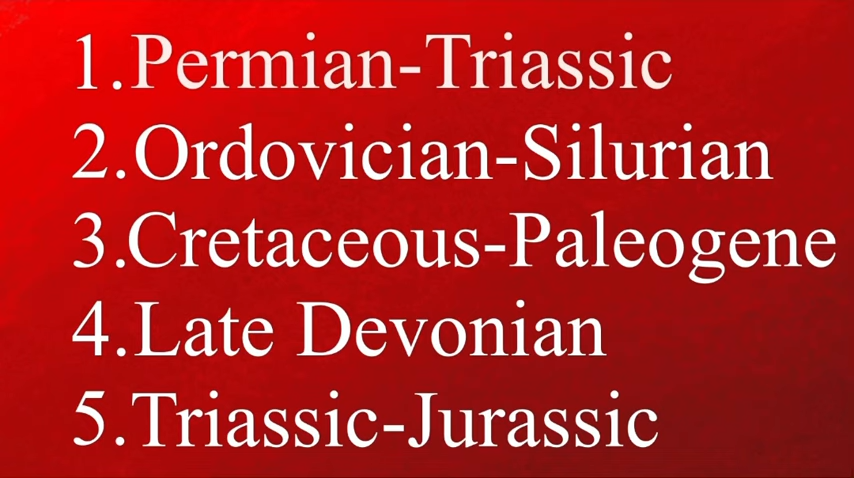 1.Permian-Triassic
2.Ordovician-Silurian
3.Cretaceous-Paleogene
4.Late Devonian
5.Triassic-Jurassic